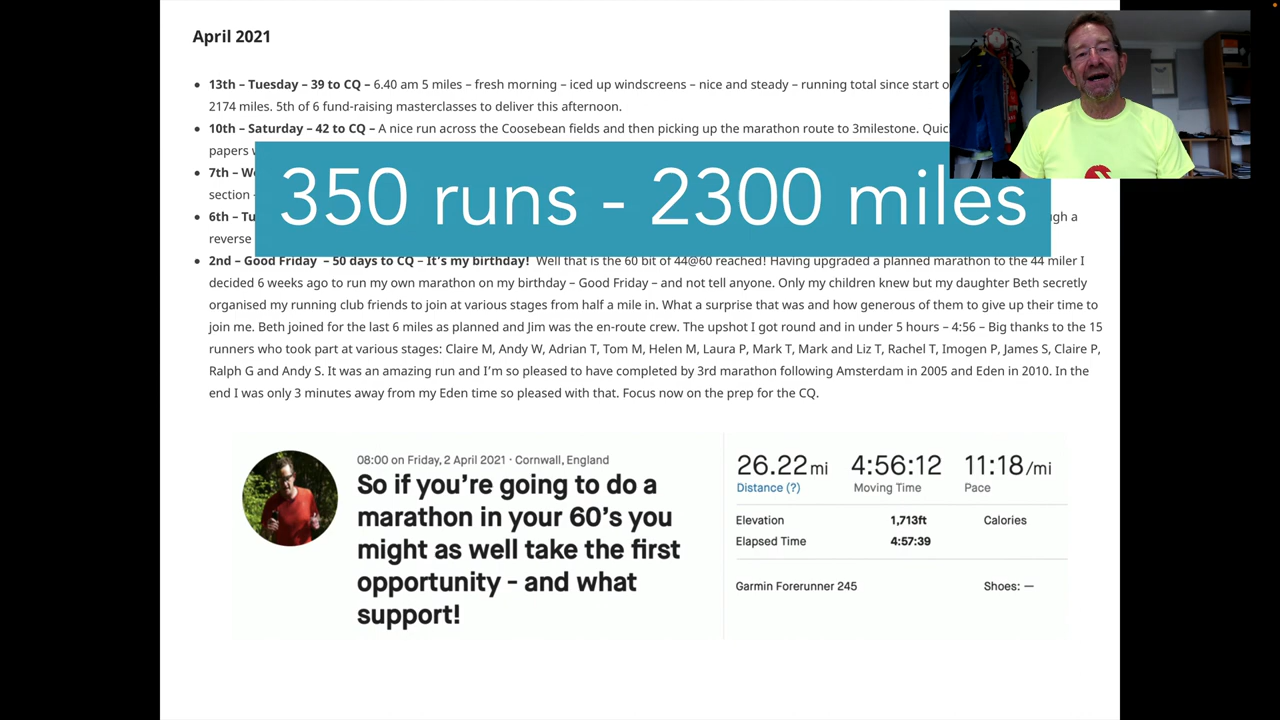 April 2021
• 13th – Tuesday – 39 to CQ – 6.40 am 5 miles – fresh morning – iced up windscreens – nice and steady – running total since start o
2174 miles. 5th of 6 fund-raising masterclasses to deliver this afternoon.
• 10th – Saturday – 42 to CQ – A nice run across the Coosebean fields and then picking up the marathon route to 3milestone. Quic
papers
350 runs - 2300 miles
• 7th –
section
• 6th –
ugh a
reverse
• 2nd – Good Friday – 50 days to CQ – It's my birthday! Well that is the 60 bit of 44@60 reached! Having upgraded a planned marathon to the 44 miler I
decided 6 weeks ago to run my own marathon on my birthday – Good Friday – and not tell anyone. Only my children knew but my daughter Beth secretly
organised my running club friends to join at various stages from half a mile in. What a surprise that was and how generous of them to give up their time to
join me. Beth joined for the last 6 miles as planned and Jim was the en-route crew. The upshot I got round and in under 5 hours – 4:56 – Big thanks to the 15
runners who took part at various stages: Claire M, Andy W, Adrian T, Tom M, Helen M, Laura P, Mark T, Mark and Liz T, Rachel T, Imogen P, James S, Claire P,
Ralph G and Andy S. It was an amazing run and I'm so pleased to have completed by 3rd marathon following Amsterdam in 2005 and Eden in 2010. In the
end I was only 3 minutes away from my Eden time so pleased with that. Focus now on the prep for the CQ.
08:00 on Friday, 2 April 2021 · Cornwall, England
So if you're going to do a
marathon in your 60's you
might as well take the first
opportunity - and what
support!
26.22mi 4:56:12 11:18/mi
Distance (?) Moving Time Pace
Elevation 1,713ft Calories
Elapsed Time 4:57:39
Garmin Forerunner 245 Shoes: —